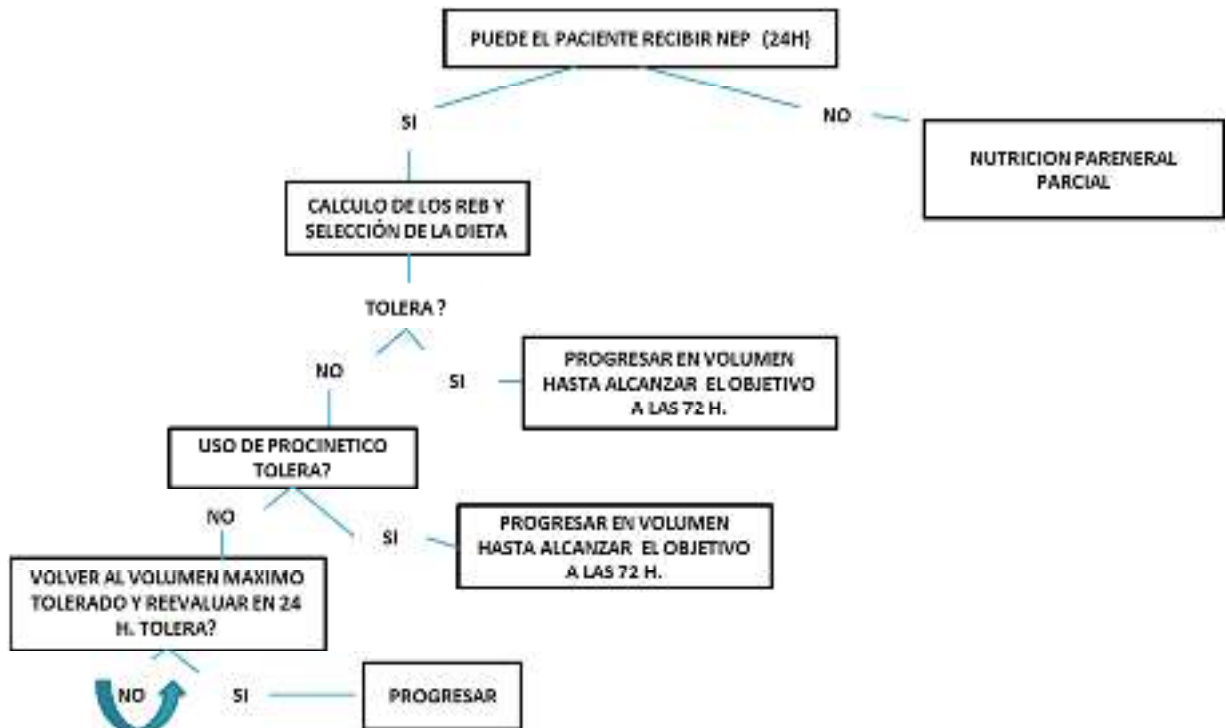 PUEDE EL PACIENTE RECIBIR NEP (24H)
SI
NO
NUTRICION PARENERAL
PARCIAL
CALCULO DE LOS REB Y
SELECCIÓN DE LA DIETA
TOLERA ?
NO
SI
PROGRESAR EN VOLUMEN
HASTA ALCANZAR EL OBJETIVO
A LAS 72 H.
USO DE PROCINETICO
TOLERA?
NO
SI
PROGRESAR EN VOLUMEN
HASTA ALCANZAR EL OBJETIVO
A LAS 72 H.
VOLVER AL VOLUMEN MAXIMO
TOLERADO Y REEVALUAR EN 24
H. TOLERA?
NO
SI
PROGRESAR